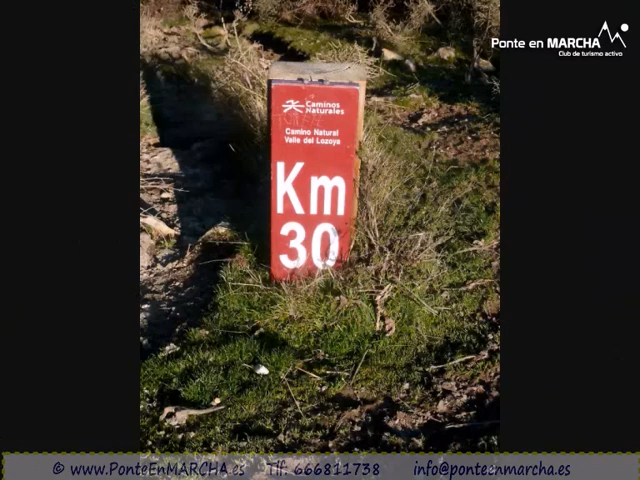 Ponte en MARCHA
Club de turismo activo
Caminos
Naturales
Camino Natural
Valle del Lozoya
Km
30
© www.PonteEnMARCHA.es Tlf: 666811738 info@ponteenmarcha.es